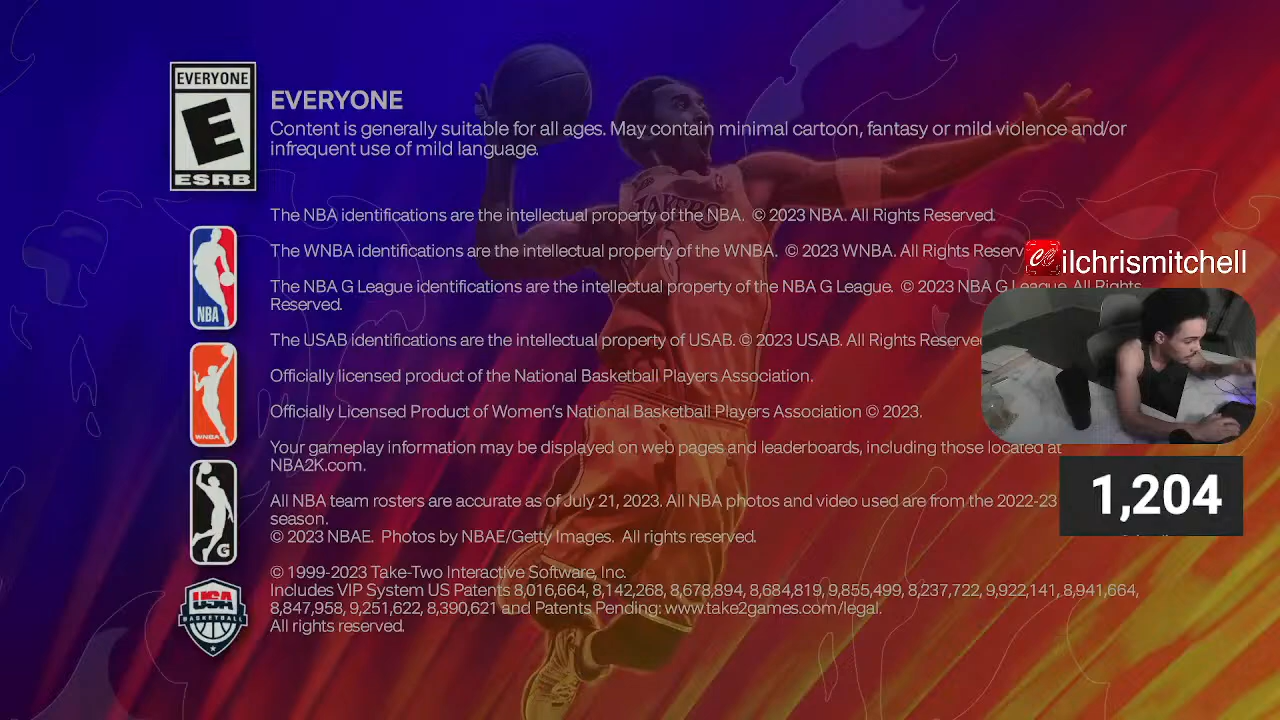 EVERYONE
E
ESRB
EVERYONE
Content is generally suitable for all ages. May contain minimal cartoon, fantasy or mild violence and/or
infrequent use of mild language.
The NBA identifications are the intellectual property of the NBA. © 2023 NBA. All Rights Reserved.
The WNBA identifications are the intellectual property of the WNBA. © 2023 WNBA. All Rights Reserv
ilchrismitchell
The NBA G League identifications are the intellectual property of the NBA G League. © 2023 NBA G League. All Rights
Reserved.
NBA
The USAB identifications are the intellectual property of USAB. © 2023 USAB. All Rights Reserve
Officially licensed product of the National Basketball Players Association.
Officially Licensed Product of Women's National Basketball Players Association © 2023.
WNBA
Your gameplay information may be displayed on web pages and leaderboards, including those located at
NBA2K.com.
1,204
All NBA team rosters are accurate as of July 21, 2023. All NBA photos and video used are from the 2022-23
season.
© 2023 NBAE. Photos by NBAE/Getty Images. All rights reserved.
G
© 1999-2023 Take-Two Interactive Software, Inc.
Includes VIP System US Patents 8,016,664, 8,142,268, 8,678,894, 8,684,819, 9,855,499, 8,237,722, 9,922,141, 8,941,664,
8,847,958, 9,251,622, 8,390,621 and Patents Pending: www.take2games.com/legal.
All rights reserved.
USA
BASKETBALL
LAKERS